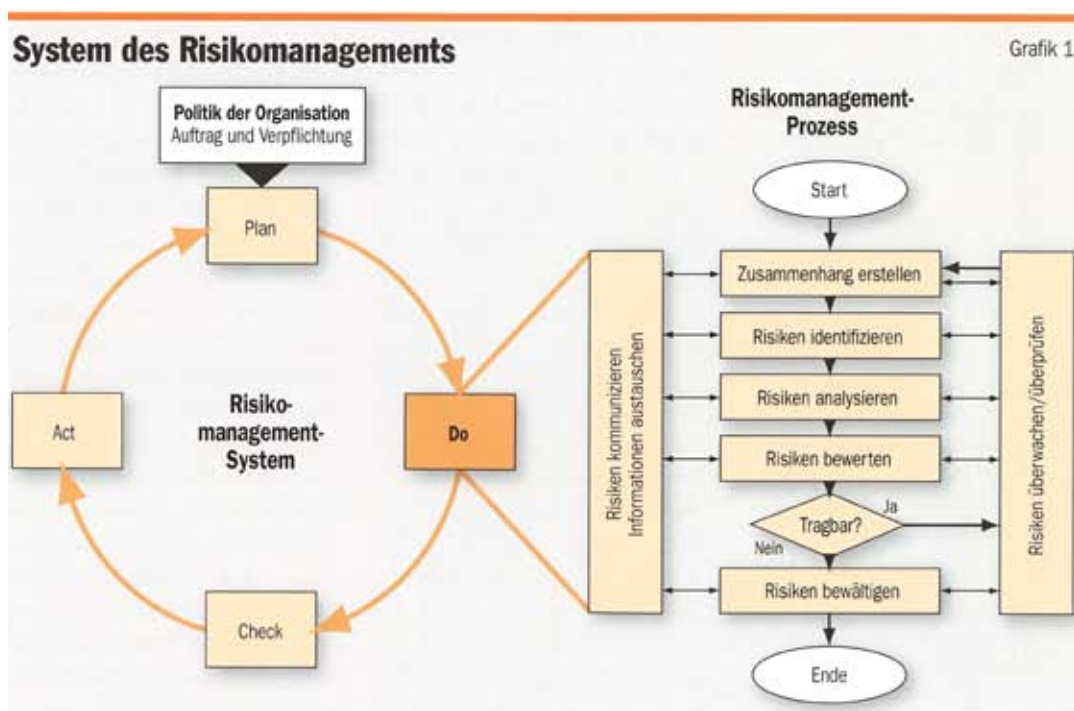 System des Risikomanagements
Grafik 1
Politik der Organisation
Auftrag und Verpflichtung
Plan
Act
Risiko-
management-
System
Do
Check
Risikomanagement-
Prozess
Start
Risiken kommunizieren
Informationen austauschen
Zusammenhang erstellen
Risiken identifizieren
Risiken analysieren
Risiken bewerten
Tragbar?
Ja
Nein
Risiken bewältigen
Ende
Risiken überwachen/überprüfen